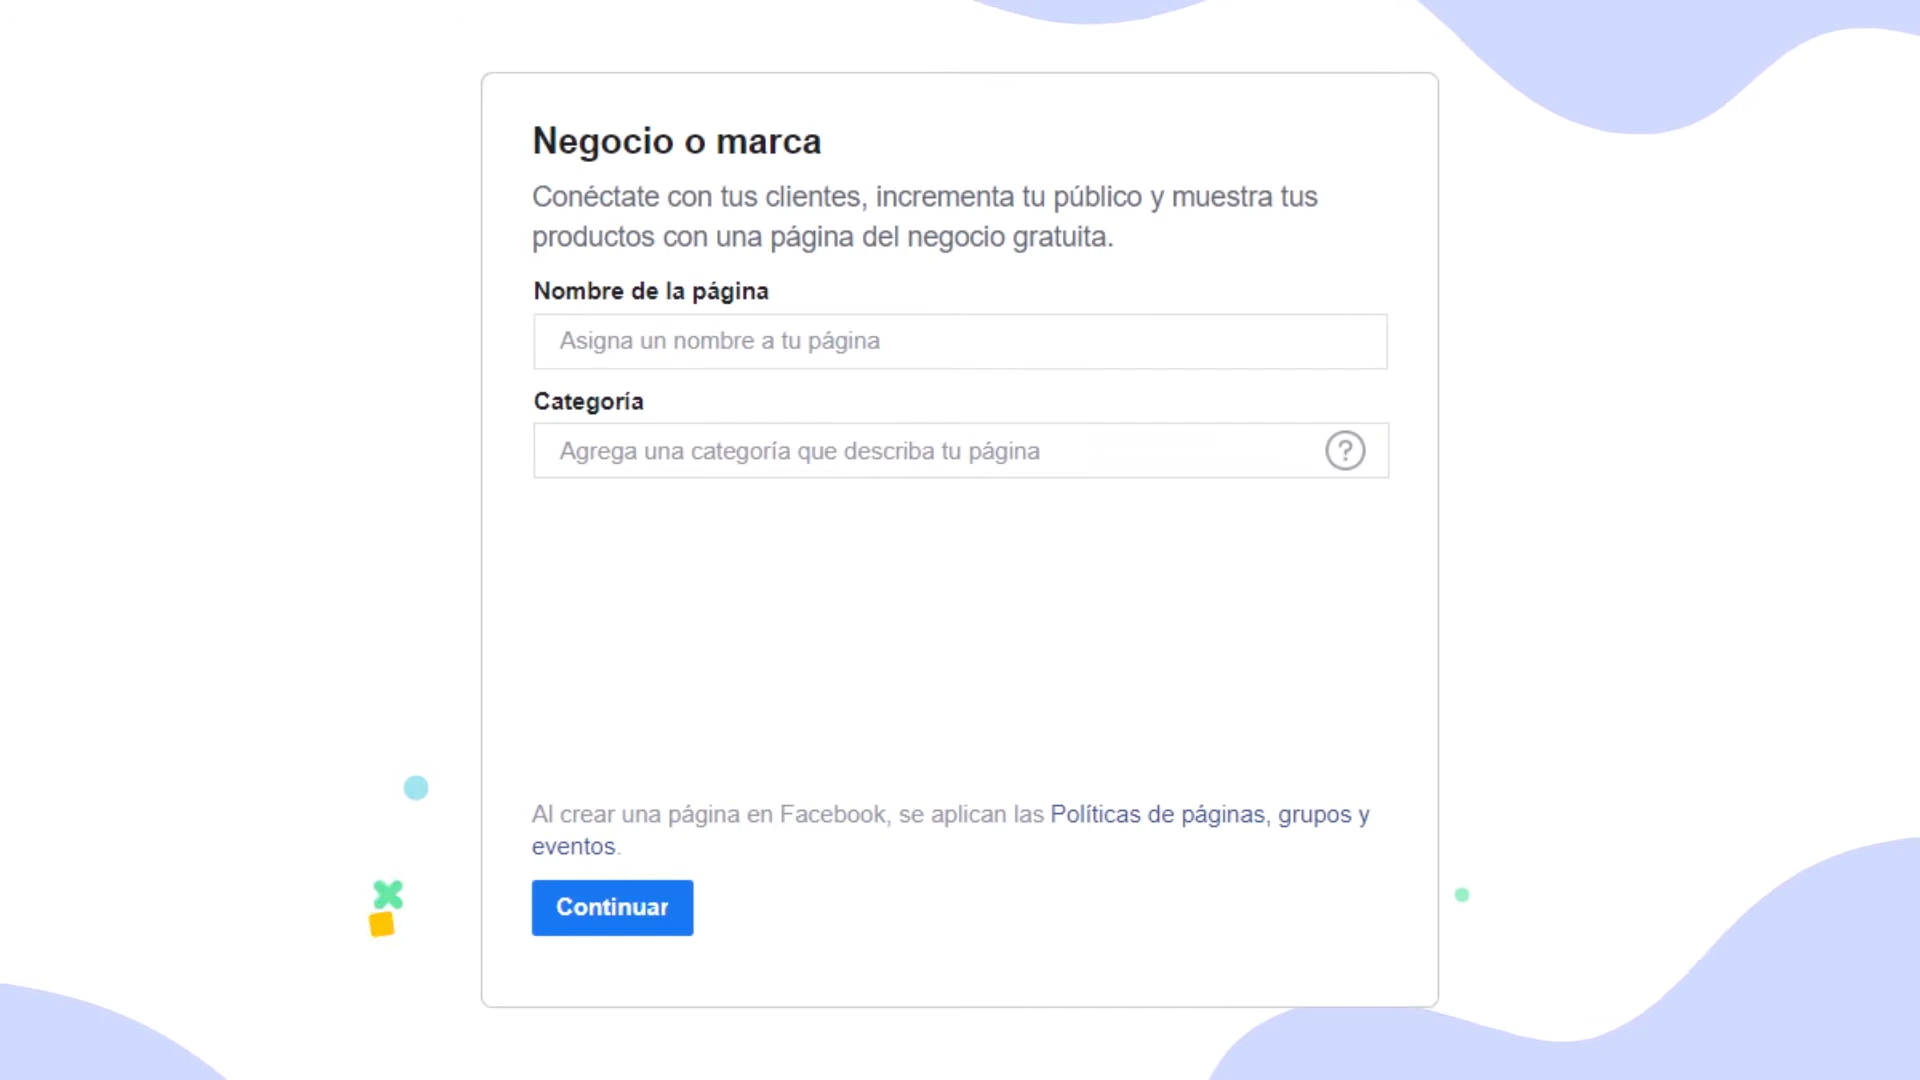 Negocio o marca
Conéctate con tus clientes, incrementa tu público y muestra tus
productos con una página del negocio gratuita.
Nombre de la página
Asigna un nombre a tu página
Categoría
Agrega una categoría que describa tu página
?
Al crear una página en Facebook, se aplican las Políticas de páginas, grupos y
eventos.
Continuar